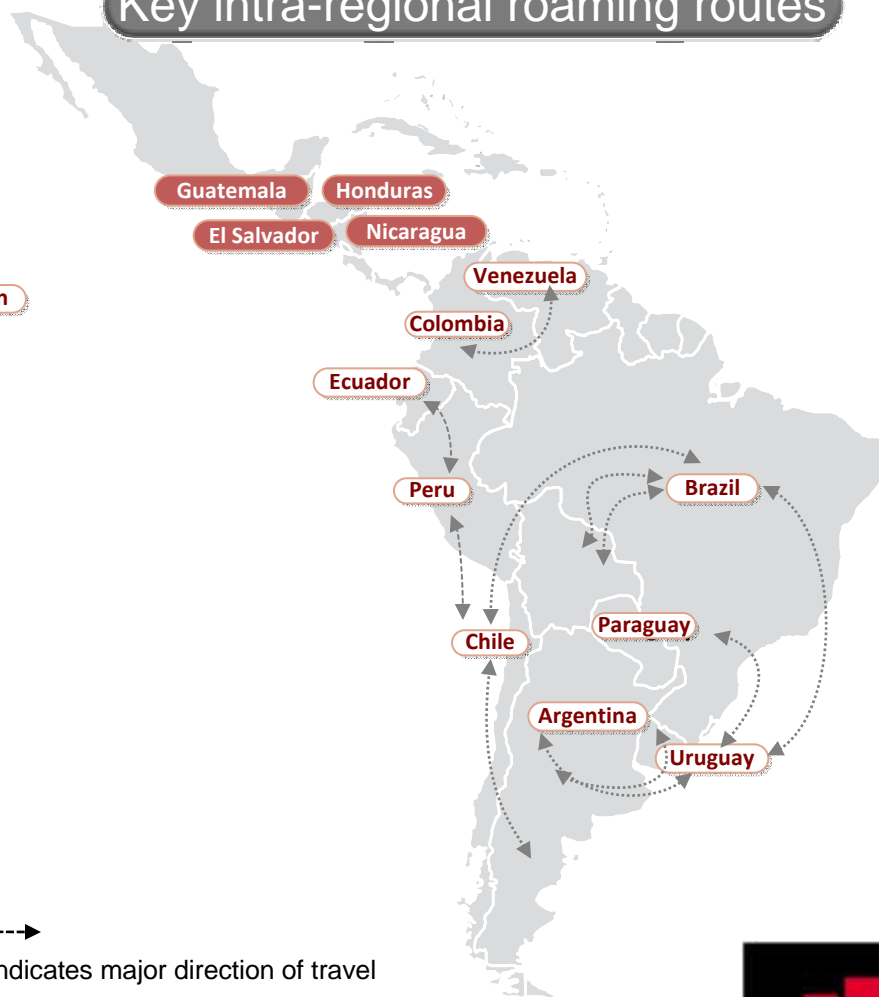 Key intra-regional roaming routes
Guatemala
Honduras
El Salvador
Nicaragua
Venezuela
n
Colombia
Ecuador
Peru
Brazil
Paraguay
Chile
Argentina
Uruguay
ndicates major direction of travel